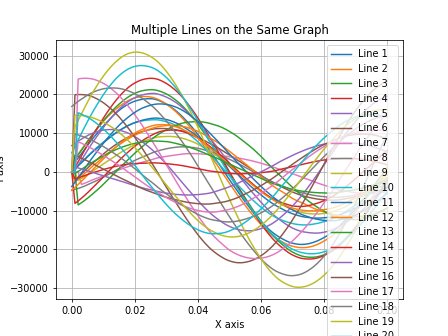 Multiple Lines on the Same Graph
30000
20000
10000
0
−10000
−20000
−30000
0.00
0.02
0.04
0.06
X axis
Line 1
Line 2
Line 3
Line 4
Line 5
Line 6
Line 7
Line 8
Line 9
Line 10
Line 11
Line 12
Line 13
Line 14
Line 15
Line 16
Line 17
Line 18
Line 19